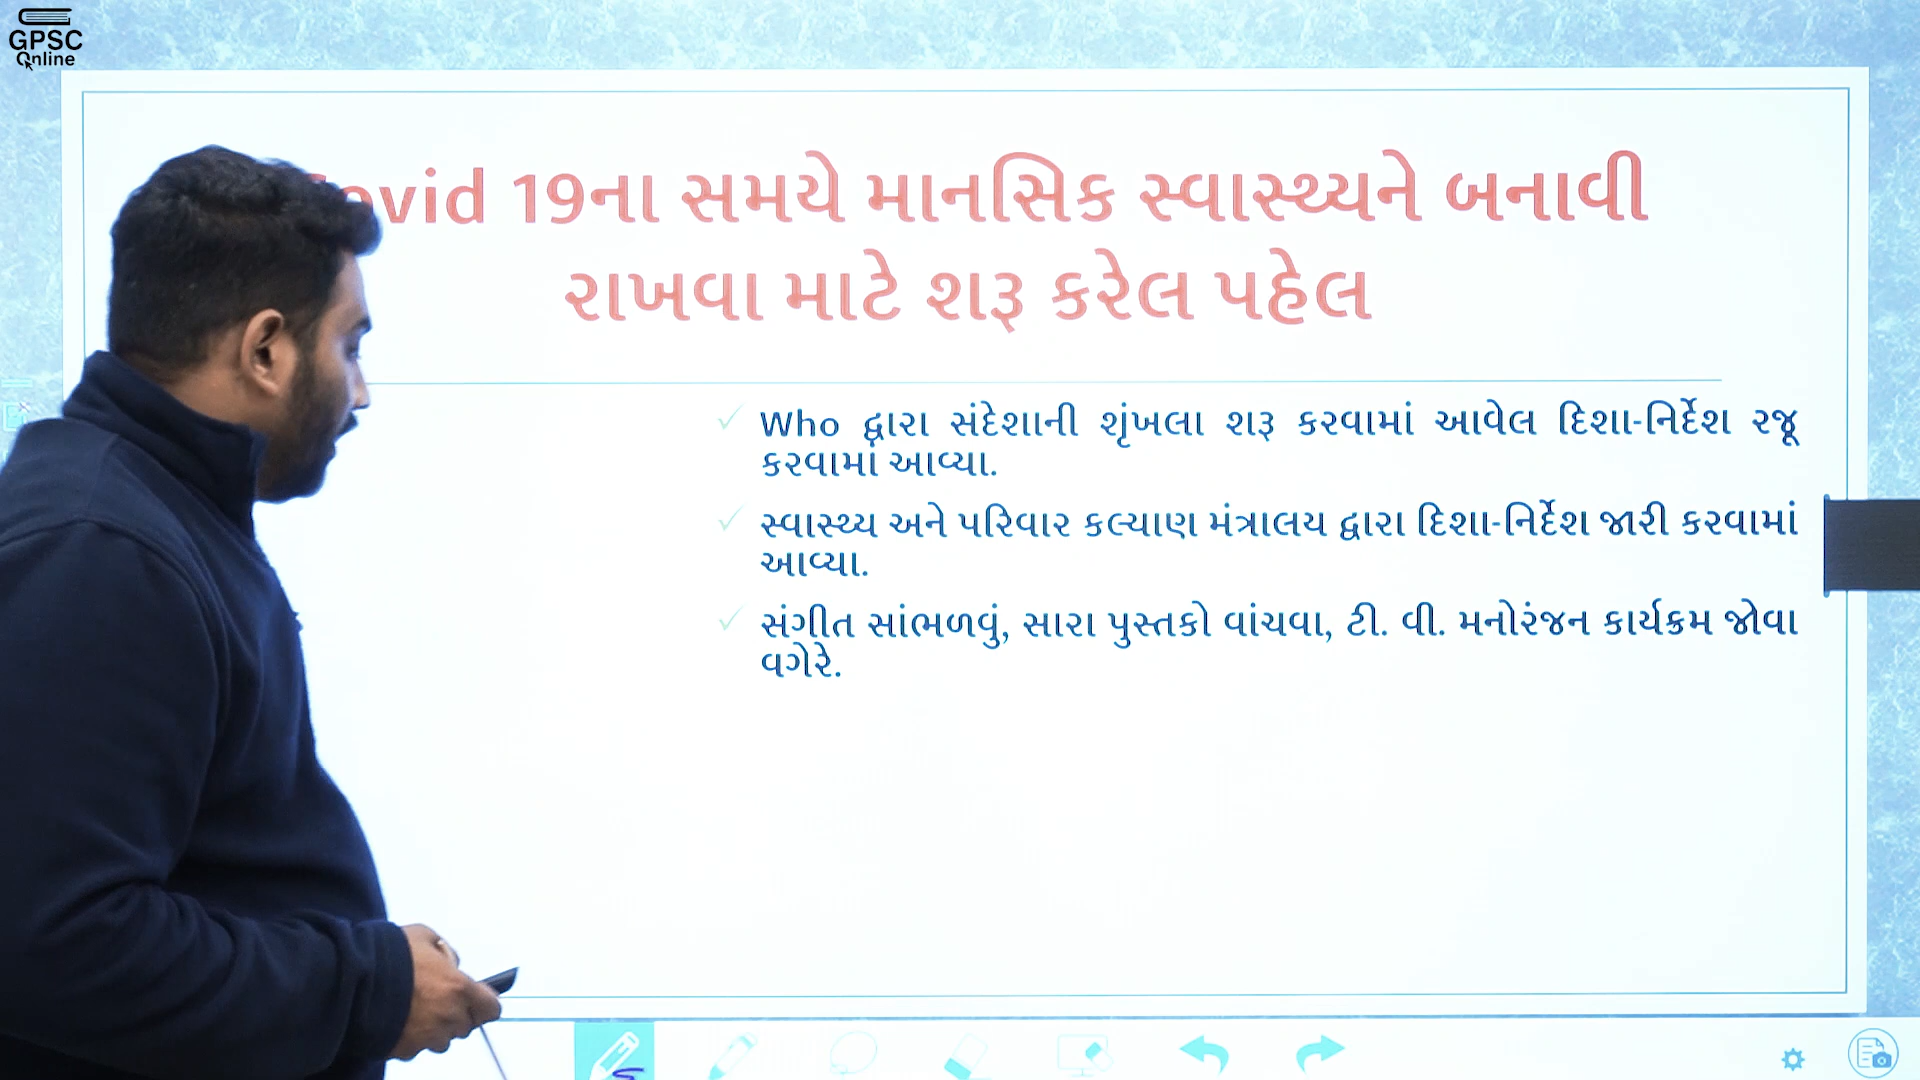 GPSC
Online
ovid 19ના સમયે માનસિક સ્વાસ્થ્યને બનાવી
રાખવા માટે શરૂ કરેલ પહેલ
Who દ્વારા સંદેશાની શૃંખલા શરૂ કરવામાં આવેલ દિશા-નિર્દેશ રજૂ
કરવામાં આવ્યા.
સ્વાસ્થ્ય અને પરિવાર કલ્યાણ મંત્રાલય દ્વારા દિશા-નિર્દેશ જારી કરવામાં
આવ્યા.
સંગીત સાંભળવું, સારા પુસ્તકો વાંચવા, ટી. વી. મનોરંજન કાર્યક્રમ જોવા
વગેરે.